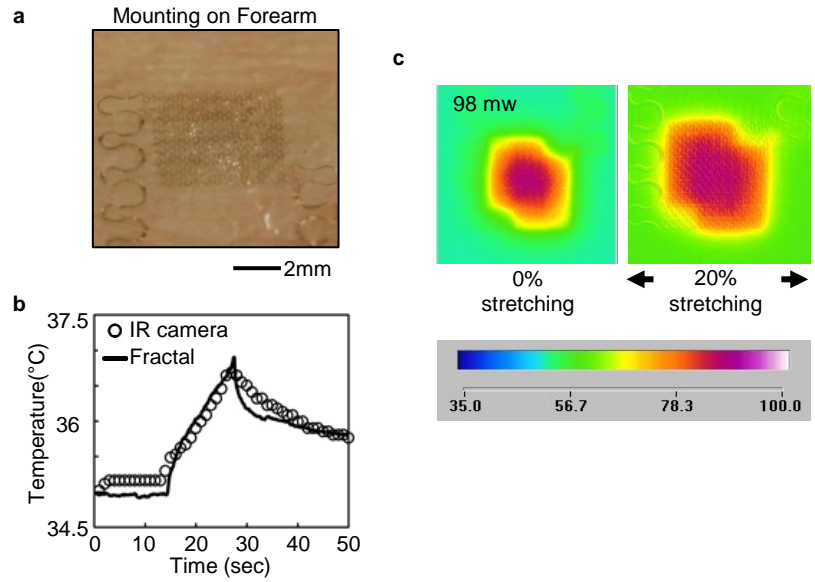 a
Mounting on Forearm
2mm
b
37.5
36
34.5
Temperature(°C)
IR camera
Fractal
0 10 20 30 40 50
Time (sec)
c
98 mw
0%
stretching
20%
stretching
35.0 56.7 78.3 100.0